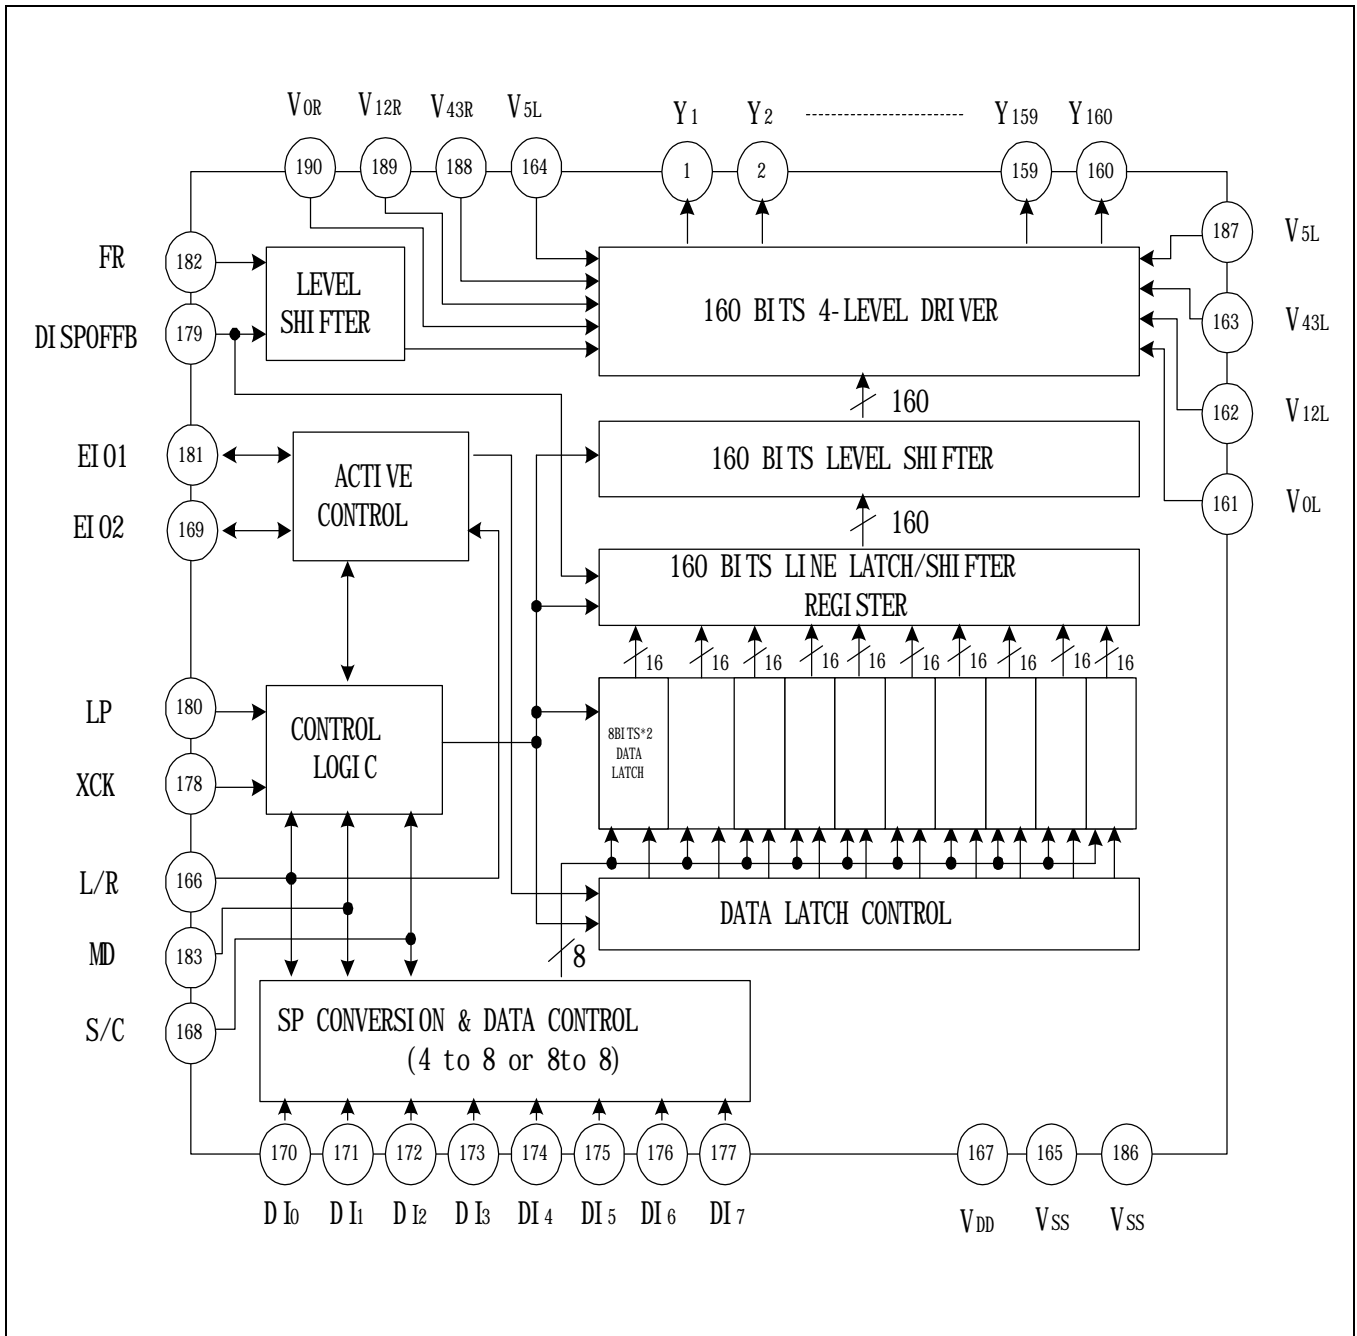 V0R V12R V43R V5L Y1 Y2 Y159 Y160
190 189 188 164 1 2 159 160
FR 182
LEVEL
SHIFTER
DISPOFFB 179
160 BITS 4-LEVEL DRIVER
187 V5L
163 V43L
162 V12L
161 V0L
160
EIO1 181
EIO2 169
ACTIVE
CONTROL
160 BITS LEVEL SHIFTER
160
160 BITS LINE LATCH/SHIFTER
REGISTER
16 16 16 16 16 16 16 16 16 16
LP 180
XCK 178
CONTROL
LOGIC
8BITS*2
DATA
LATCH
L/R 166
MD 183
S/C 168
DATA LATCH CONTROL
8
SP CONVERSION & DATA CONTROL
(4 to 8 or 8to 8)
170 171 172 173 174 175 176 177 167 165 186
DI0 DI1 DI2 DI3 DI4 DI5 DI6 DI7 VDD VSS VSS